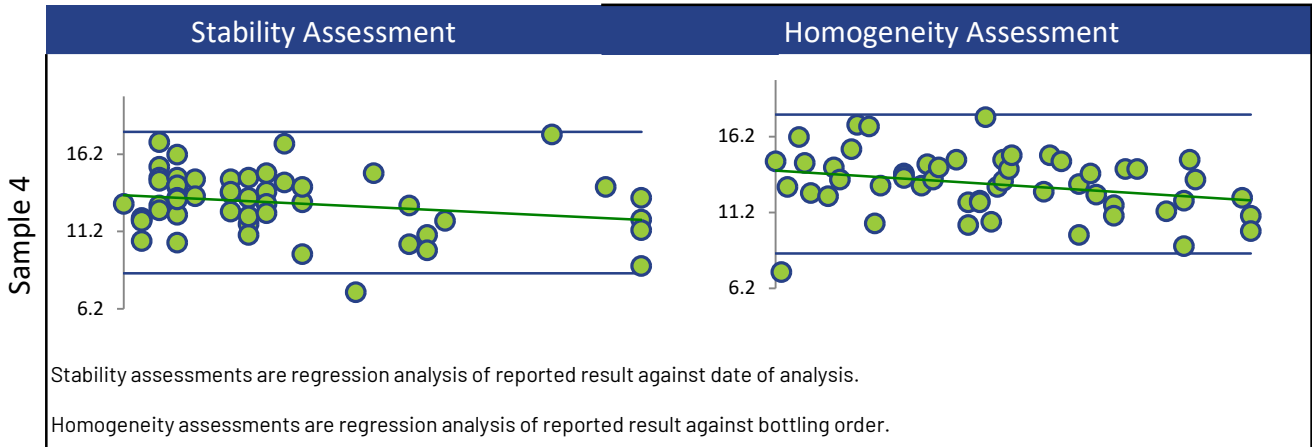 Stability Assessment
Homogeneity Assessment
Sample 4
16.2
11.2
6.2
16.2
11.2
6.2
Stability assessments are regression analysis of reported result against date of analysis.
Homogeneity assessments are regression analysis of reported result against bottling order.